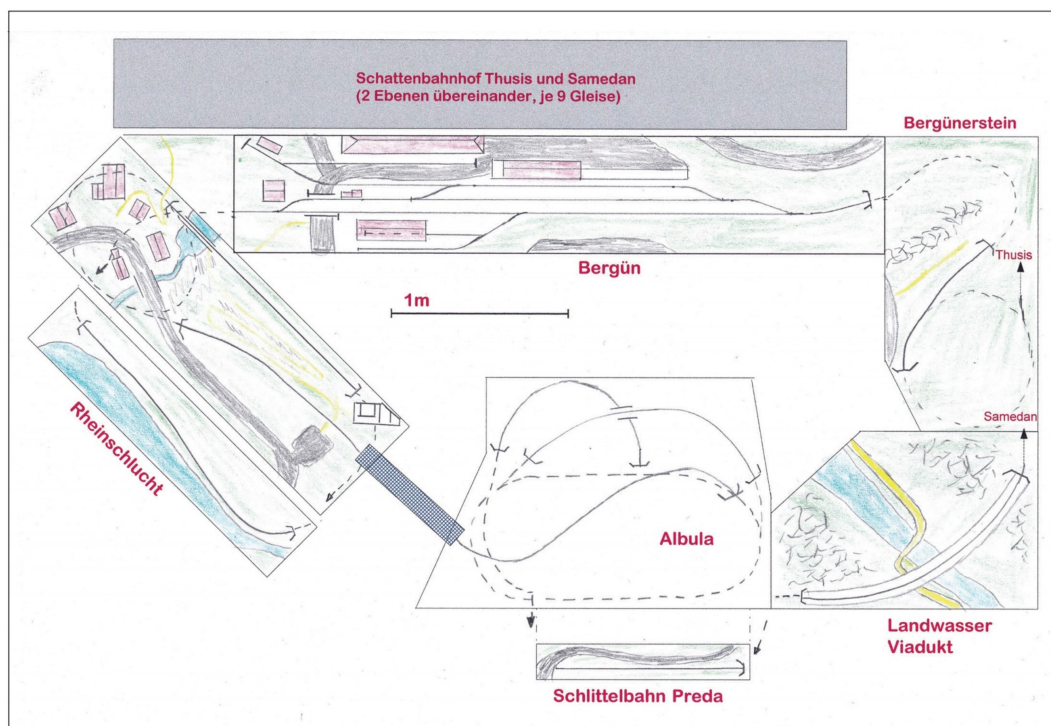 Schattenbahnhof Thusis und Samedan
(2 Ebenen übereinander, je 9 Gleise)
Bergünerstein
Thusis
Bergün
1m
Samedan
Rheinschlucht
Albula
Landwasser
Viadukt
Schlittelbahn Preda